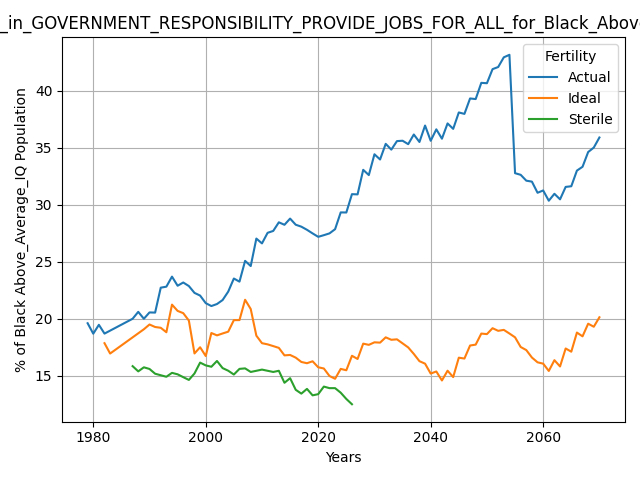 _in_GOVERNMENT_RESPONSIBILITY_PROVIDE_JOBS_FOR_ALL_for_Black_Above
Fertility
Actual
Ideal
Sterile
% of Black Above_Average_IQ Population
40
35
30
25
20
15
1980
2000
2020
2040
2060
Years